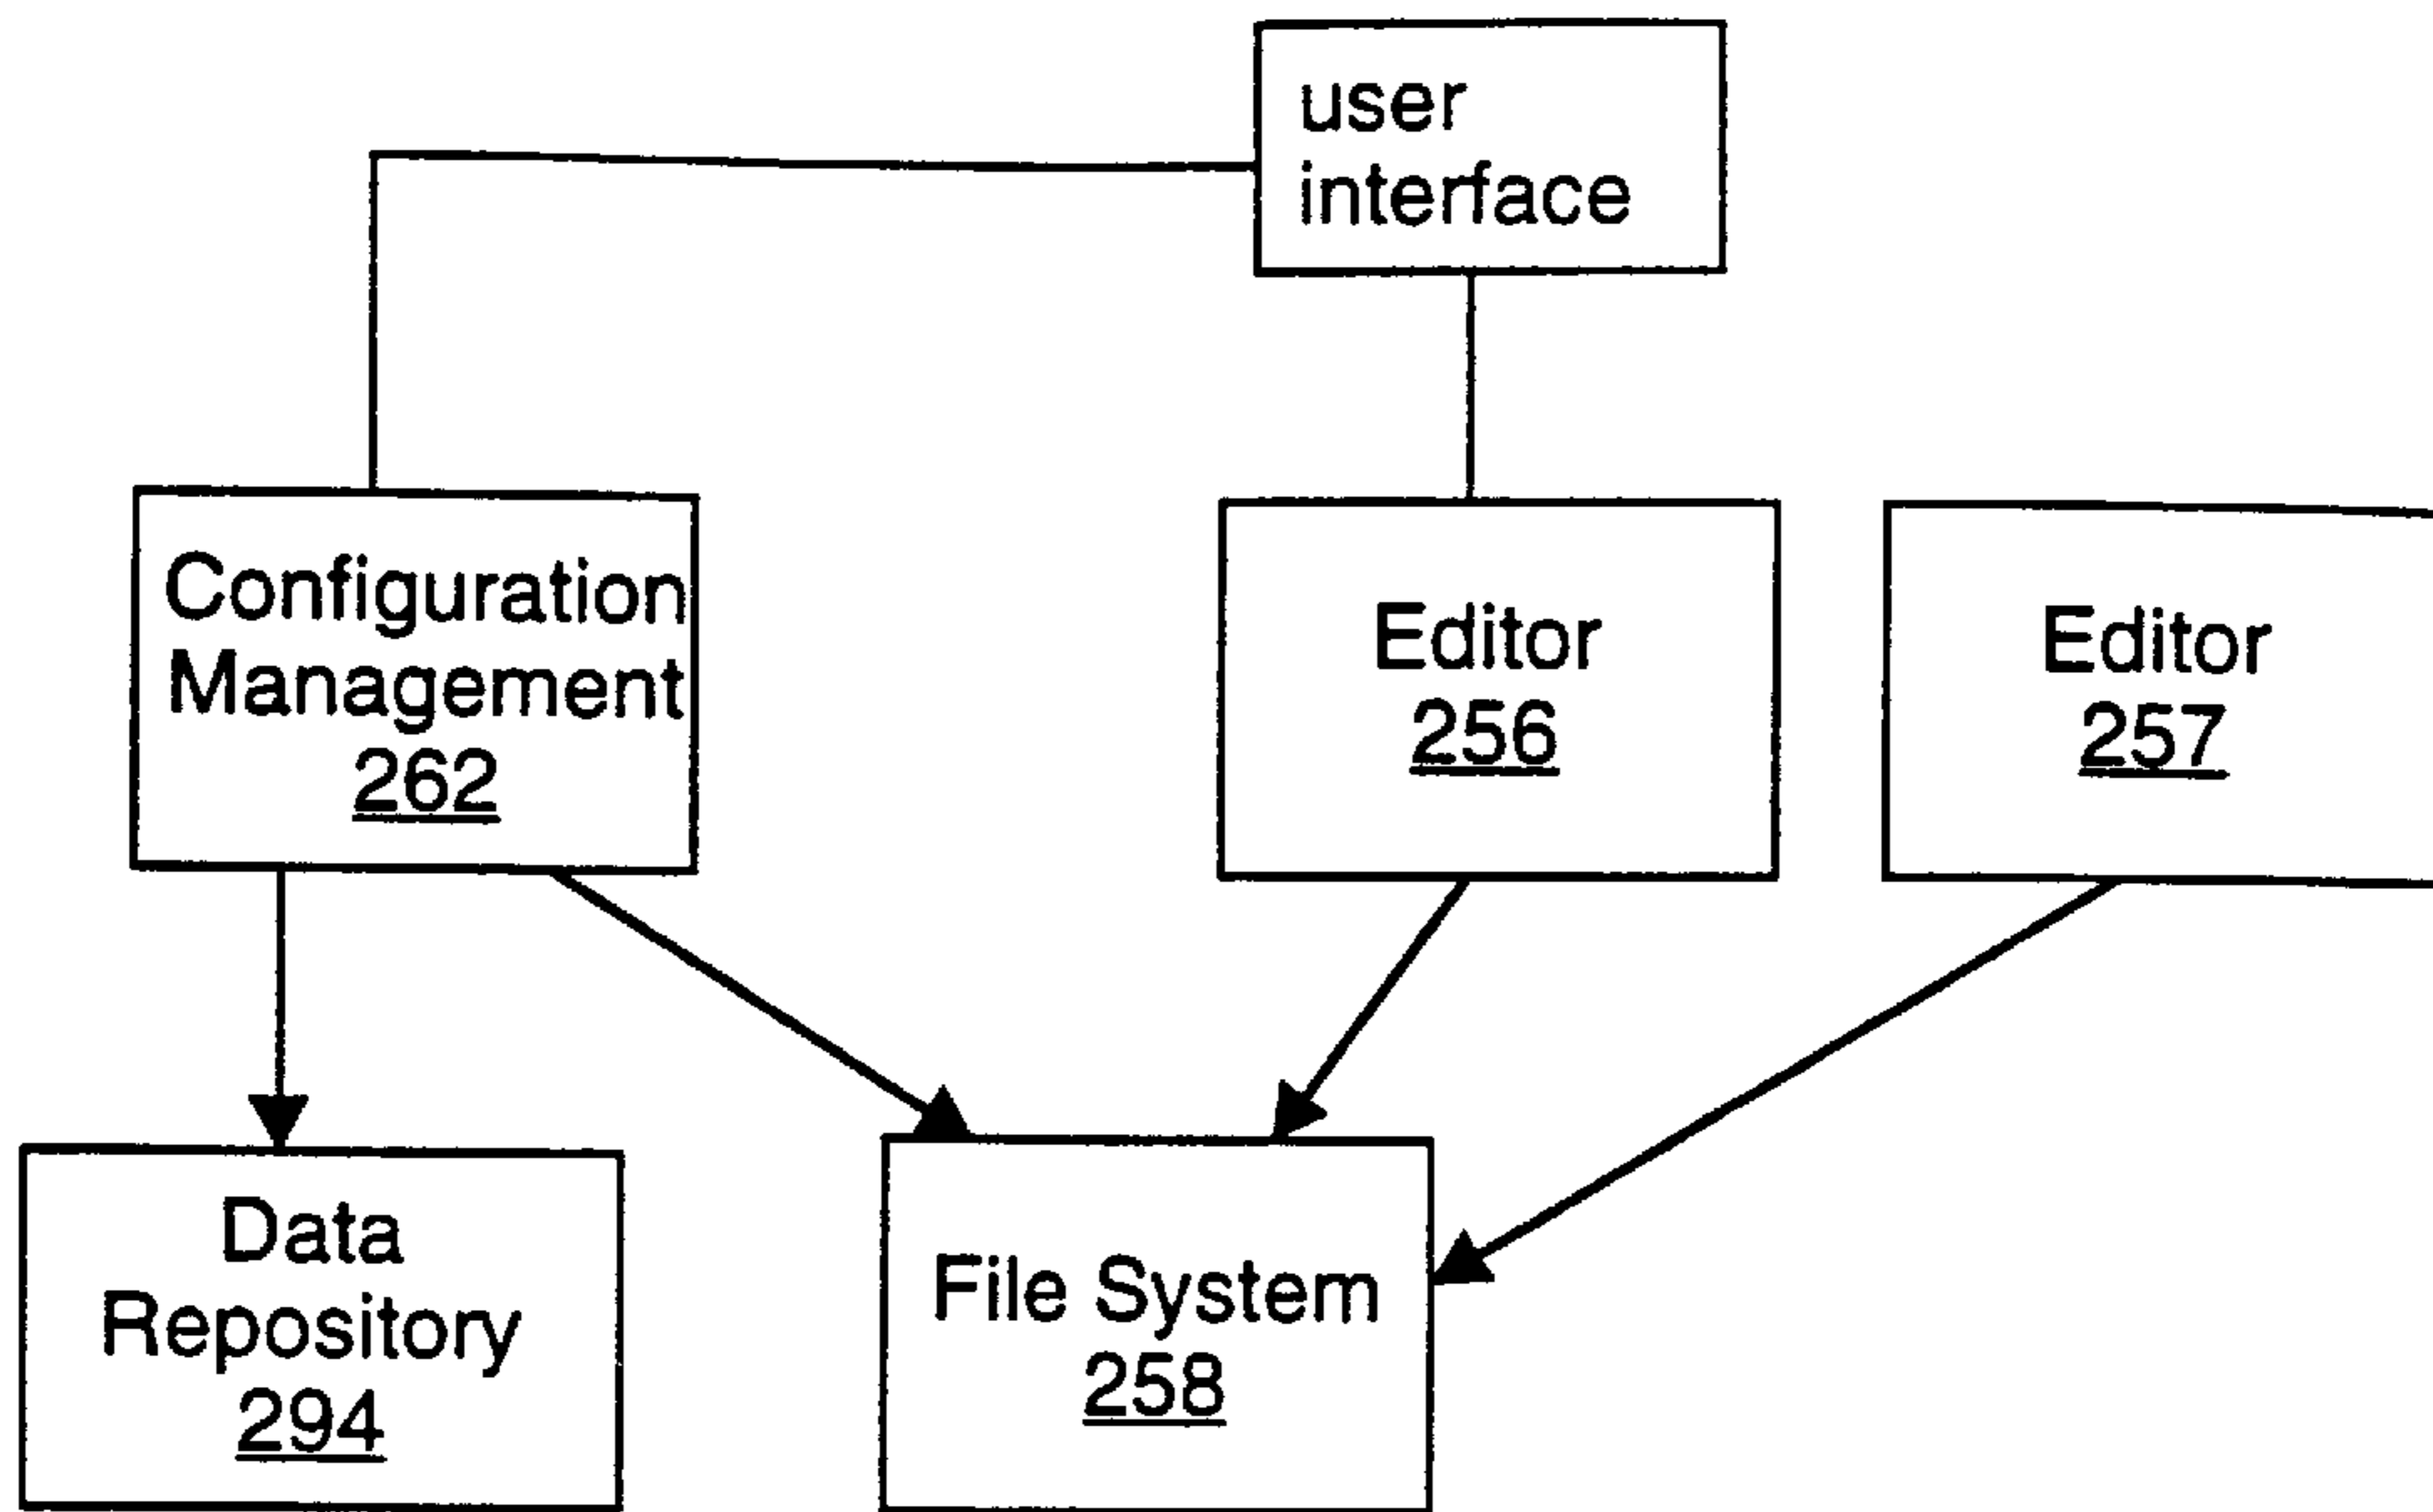 user
interface
Configuration
Management
262
Editor
256
Editor
257
Data
Repository
294
File System
258